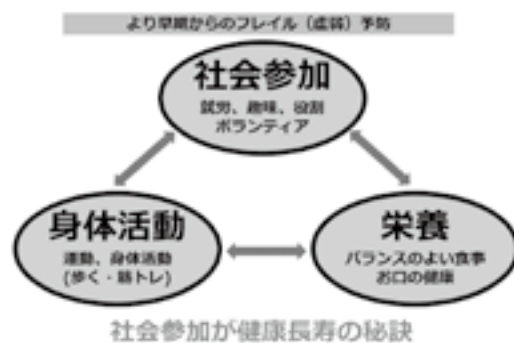 より早期からのフレイル（虚弱）予防
社会参加
就労、趣味、役割
ボランティア
身体活動
運動、身体活動
(歩く・筋トレ)
栄養
バランスのよい食事
お口の健康
社会参加が健康長寿の秘訣